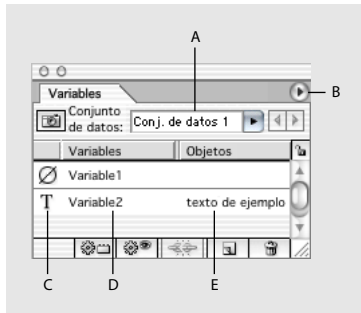 A
Variables
B
Conjunto de datos:
Conj. de datos 1
Variables Objetos
Variable1
T Variable2 texto de ejemplo
C D E